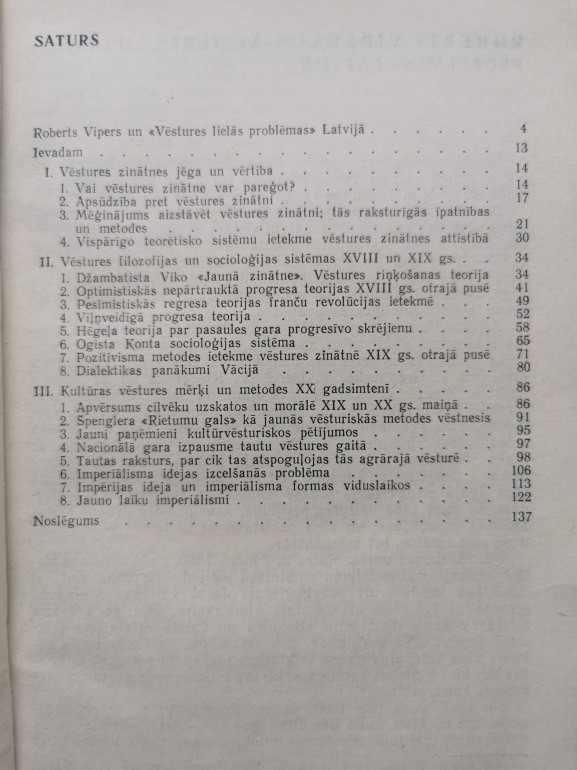 SATURS
Roberts Vipers un «Vēstures lielās problēmas» Latvijā . . . . . . 4
Ievadam . . . . . . . . . . . . . . . . 13
I. Vēstures zinātnes jēga un vērtība . . . . . . . . 14
1. Vai vēstures zinātne var pareģot? . . . . . . . . 14
2. Apsūdzība pret vēstures zinātni . . . . . . . . . 17
3. Mēģinājums aizstāvēt vēstures zinātni; tās raksturīgās īpatnības
un metodes . . . . . . . . . . . . . . 21
4. Vispārīgo teorētisko sistēmu ietekme vēstures zinātnes attīstībā 30
II. Vēstures filozofijas un socioloģijas sistēmas XVIII un XIX gs. . . 34
1. Džambatista Viko «Jaunā zinātne». Vēstures riņķošanas teorija 34
2. Optimistiskās nepārtrauktā progresa teorijas XVIII gs. otrajā pusē 41
3. Pesimistiskās regresa teorijas franču revolūcijas ietekmē . . . 49
4. Viļņveidīgā progresa teorija . . . . . . . . . . 52
5. Hēgeļa teorija par pasaules gara progresīvo skrējienu . . . . 58
6. Ogista Konta socioloģijas sistēma . . . . . . . . 65
7. Pozitīvisma metodes ietekme vēstures zinātnē XIX gs. otrajā pusē 71
8. Dialektikas panākumi Vācijā . . . . . . . . . . 80
III. Kultūras vēstures mērķi un metodes XX gadsimtenī . . . . . 86
1. Apvērsums cilvēku uzskatos un morālē XIX un XX gs. maiņā . . 86
2. Spenglera «Rietumu gals» kā jaunās vēsturiskās metodes vēstnesis 91
3. Jauni paņēmieni kultūrvēsturiskos pētījumos . . . . . . 95
4. Nacionālā gara izpausme tautu vēstures gaitā . . . . . . 97
5. Tautas raksturs, par cik tas atspoguļojas tās agrārajā vēsturē . . 98
6. Imperiālisma idejas izcelšanās problēma . . . . . . . 106
7. Impērijas ideja un imperiālisma formas viduslaikos . . . . . 113
8. Jauno laiku imperiālismi . . . . . . . . . . . 122
Noslēgums . . . . . . . . . . . . . . . 137